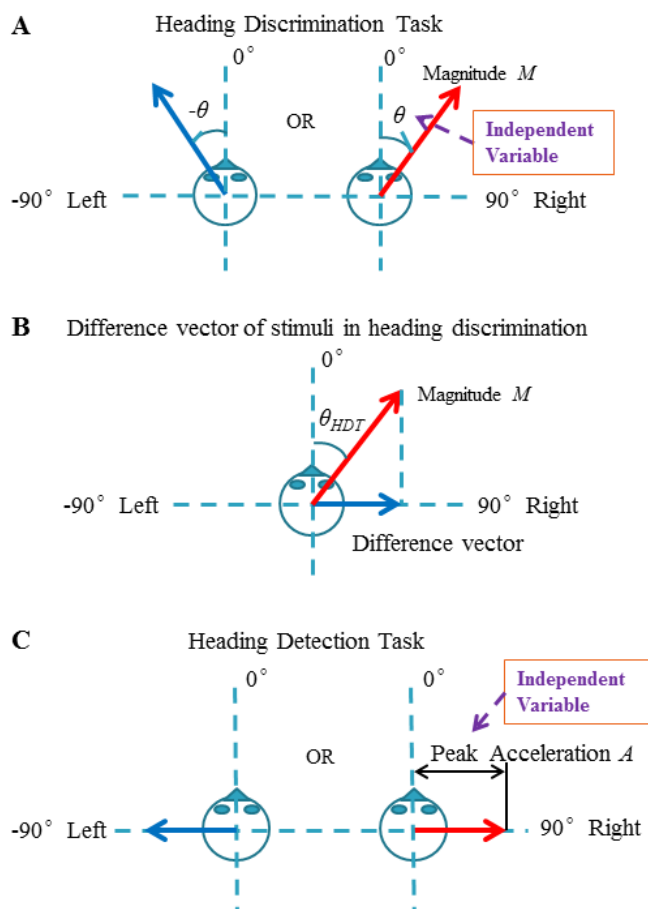 A
Heading Discrimination Task
0° 0°
Magnitude M
-θ OR θ
Independent
Variable
-90° Left 90° Right
B Difference vector of stimuli in heading discrimination
0°
θHDT Magnitude M
-90° Left 90° Right
Difference vector
C
Heading Detection Task
0° 0°
Independent
Variable
OR Peak Acceleration A
-90° Left 90° Right